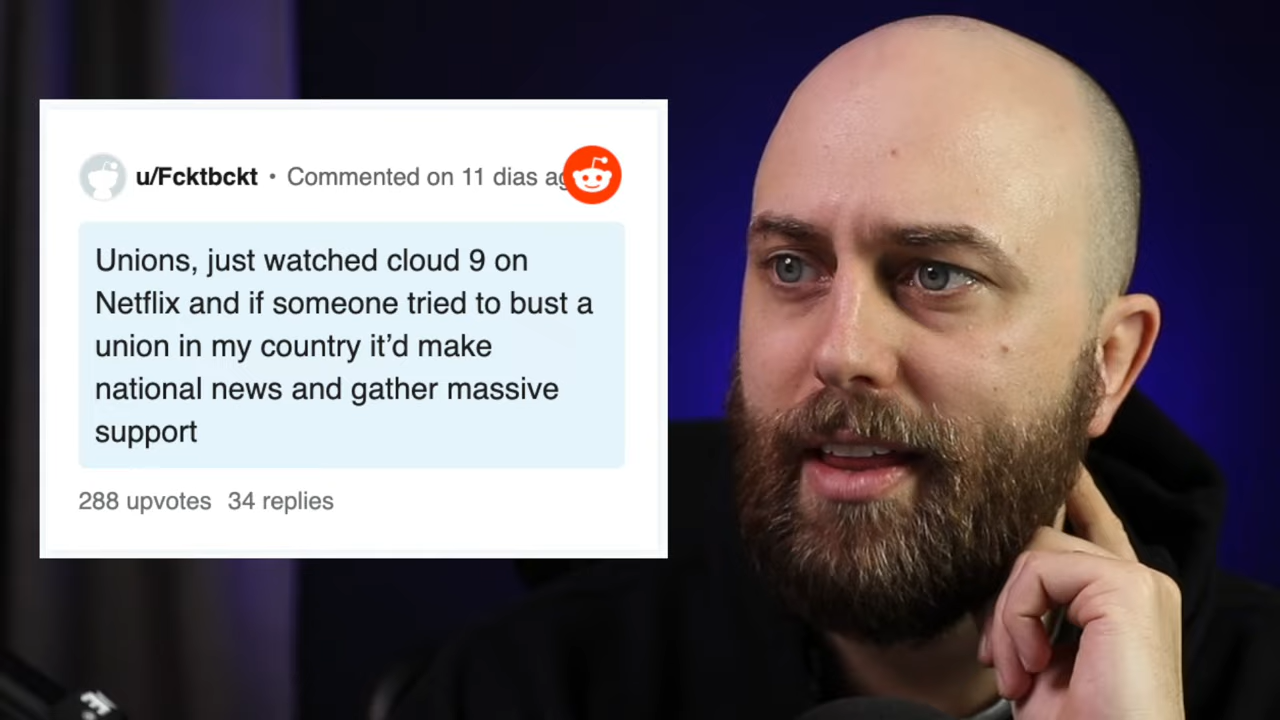 u/Fcktbckt • Commented on 11 dias
Unions, just watched cloud 9 on
Netflix and if someone tried to bust a
union in my country it’d make
national news and gather massive
support
288 upvotes 34 replies